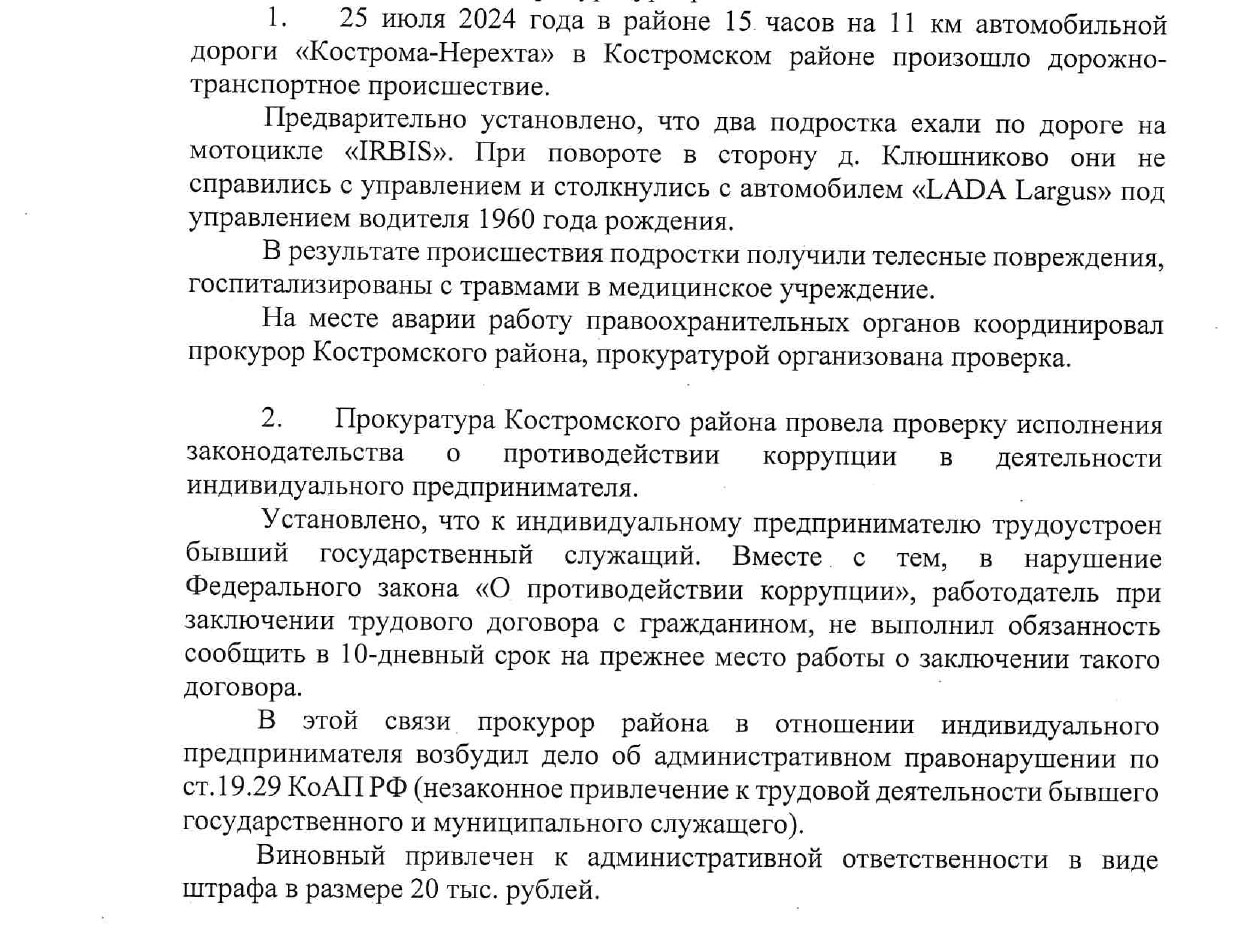 1. 25 июля 2024 года в районе 15 часов на 11 км автомобильной
дороги «Кострома-Нерехта» в Костромском районе произошло дорожно-
транспортное происшествие.
Предварительно установлено, что два подростка ехали по дороге на
мотоцикле «IRBIS». При повороте в сторону д. Клюшниково они не
справились с управлением и столкнулись с автомобилем «LADA Largus» под
управлением водителя 1960 года рождения.
В результате происшествия подростки получили телесные повреждения,
госпитализированы с травмами в медицинское учреждение.
На месте аварии работу правоохранительных органов координировал
прокурор Костромского района, прокуратурой организована проверка.
2. Прокуратура Костромского района провела проверку исполнения
законодательства о противодействии коррупции в деятельности
индивидуального предпринимателя.
Установлено, что к индивидуальному предпринимателю трудоустроен
бывший государственный служащий. Вместе с тем, в нарушение
Федерального закона «О противодействии коррупции», работодатель при
заключении трудового договора с гражданином, не выполнил обязанность
сообщить в 10-дневный срок на прежнее место работы о заключении такого
договора.
В этой связи прокурор района в отношении индивидуального
предпринимателя возбудил дело об административном правонарушении по
ст.19.29 КоАП РФ (незаконное привлечение к трудовой деятельности бывшего
государственного и муниципального служащего).
Виновный привлечен к административной ответственности в виде
штрафа в размере 20 тыс. рублей.